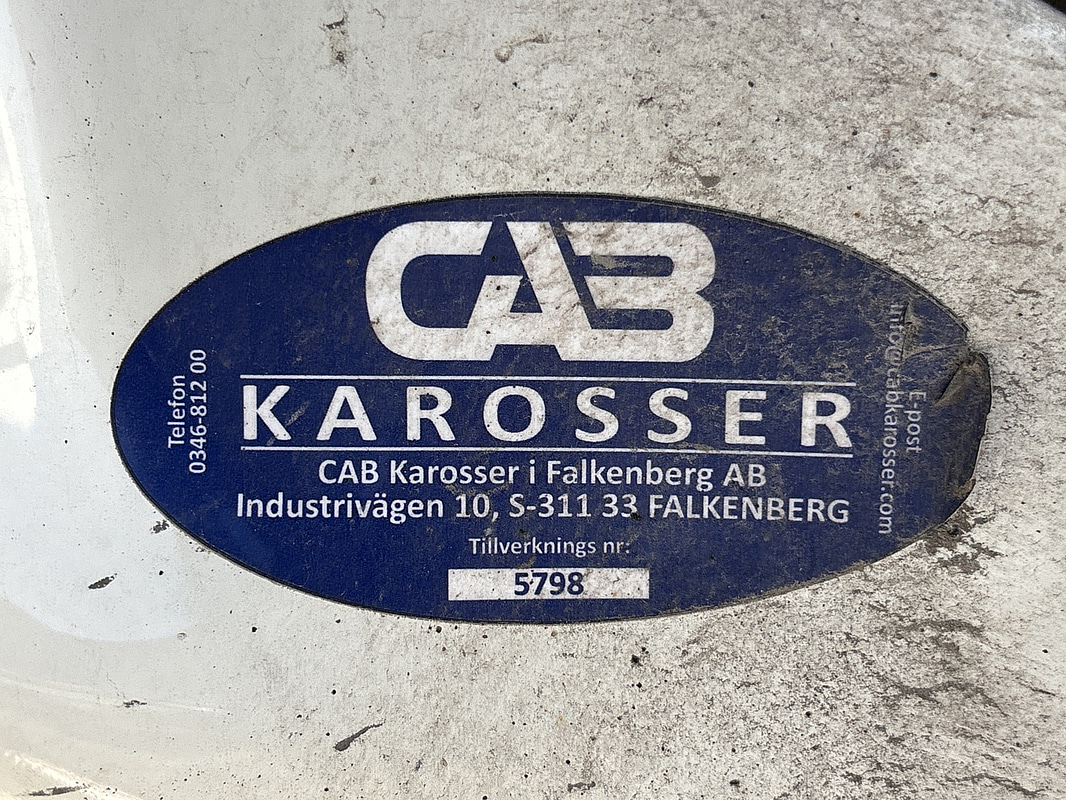 CAB
KAROSSER
CAB Karosser i Falkenberg AB
Industrivägen 10, S-311 33 FALKENBERG
Tillverknings nr:
5798
Telefon
0346-812 00
E-post
info@cabkarosser.com